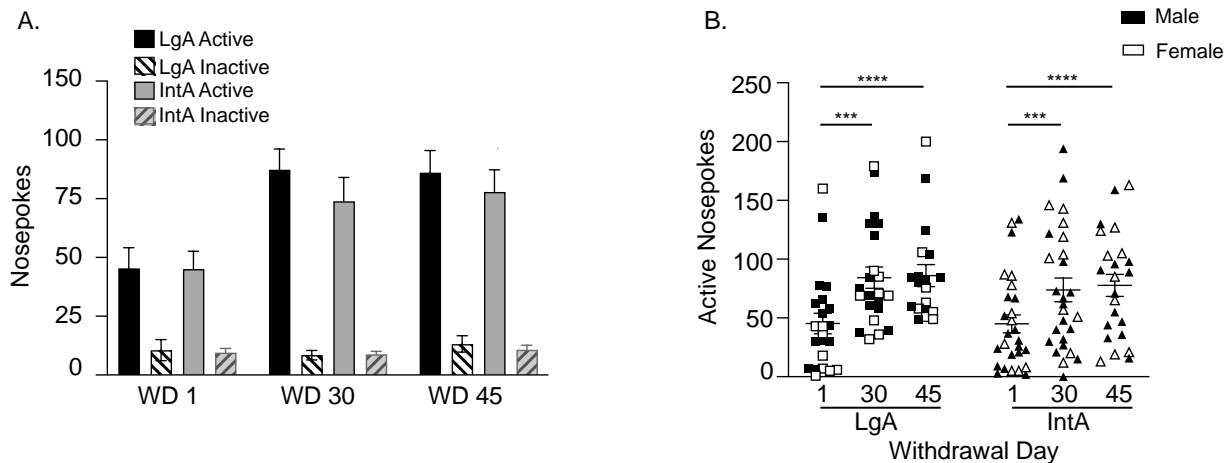 A.
LgA Active
LgA Inactive
IntA Active
IntA Inactive
150
100
75
50
25
0
Nosepokes
WD 1 WD 30 WD 45
B.
Male
Female
250
200
150
100
50
0
Active Nosepokes
**** ****
*** ***
1 30 45 1 30 45
LgA IntA
Withdrawal Day